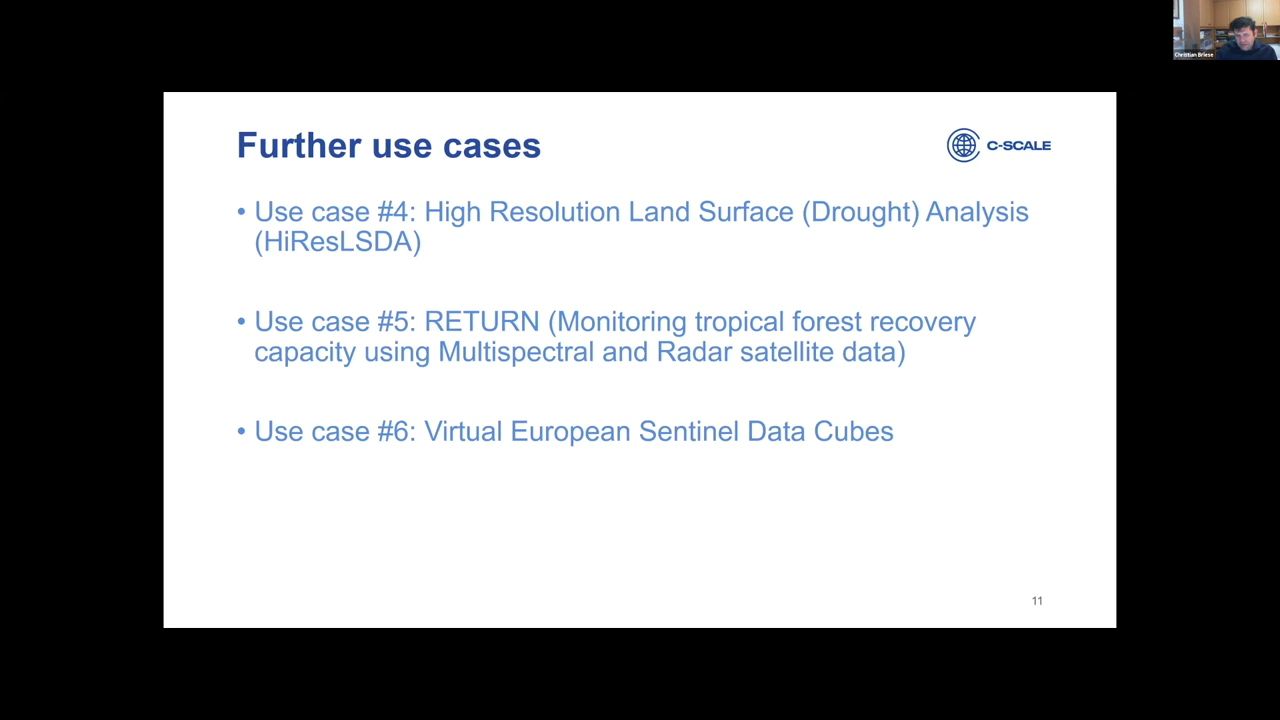 Christian Briese
Further use cases
C-SCALE
• Use case #4: High Resolution Land Surface (Drought) Analysis
(HiResLSDA)
• Use case #5: RETURN (Monitoring tropical forest recovery
capacity using Multispectral and Radar satellite data)
• Use case #6: Virtual European Sentinel Data Cubes
11